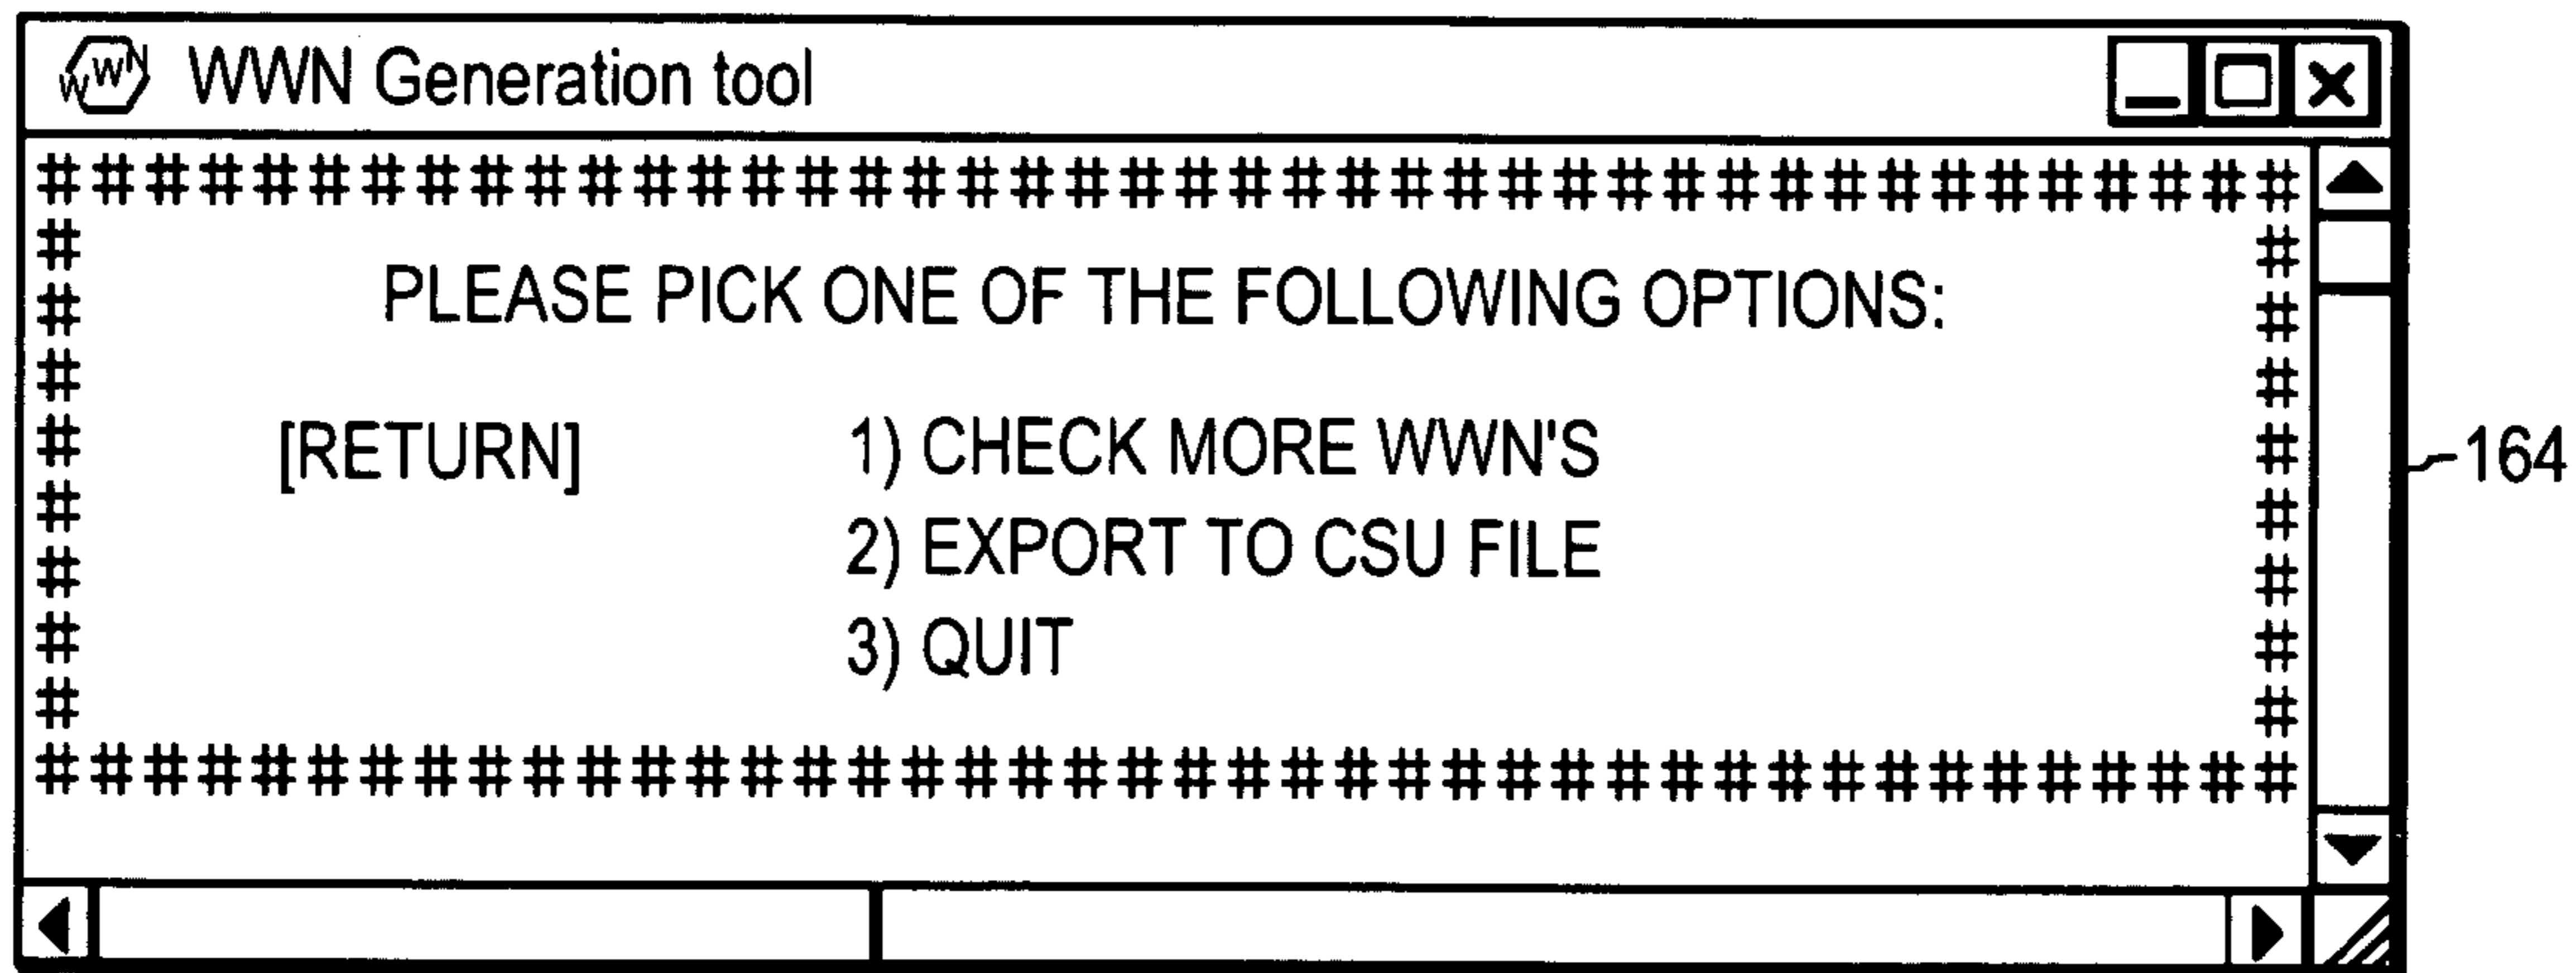 WWN WWN Generation tool
##########################################
# #
PLEASE PICK ONE OF THE FOLLOWING OPTIONS:
# #
# #
# [RETURN] 1) CHECK MORE WWN'S # 164
# #
2) EXPORT TO CSU FILE
# #
3) QUIT
# #
# #
##########################################